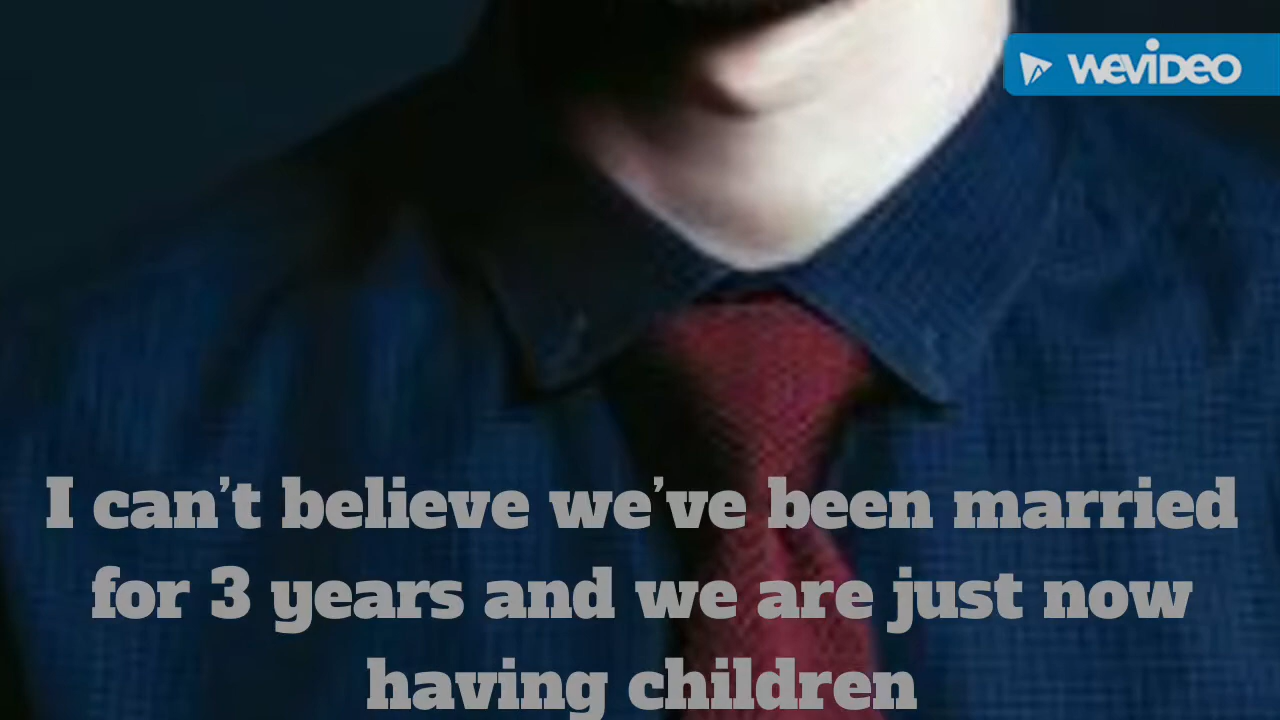 WEVIDEO
I can't believe we've been married
for 3 years and we are just now
having children